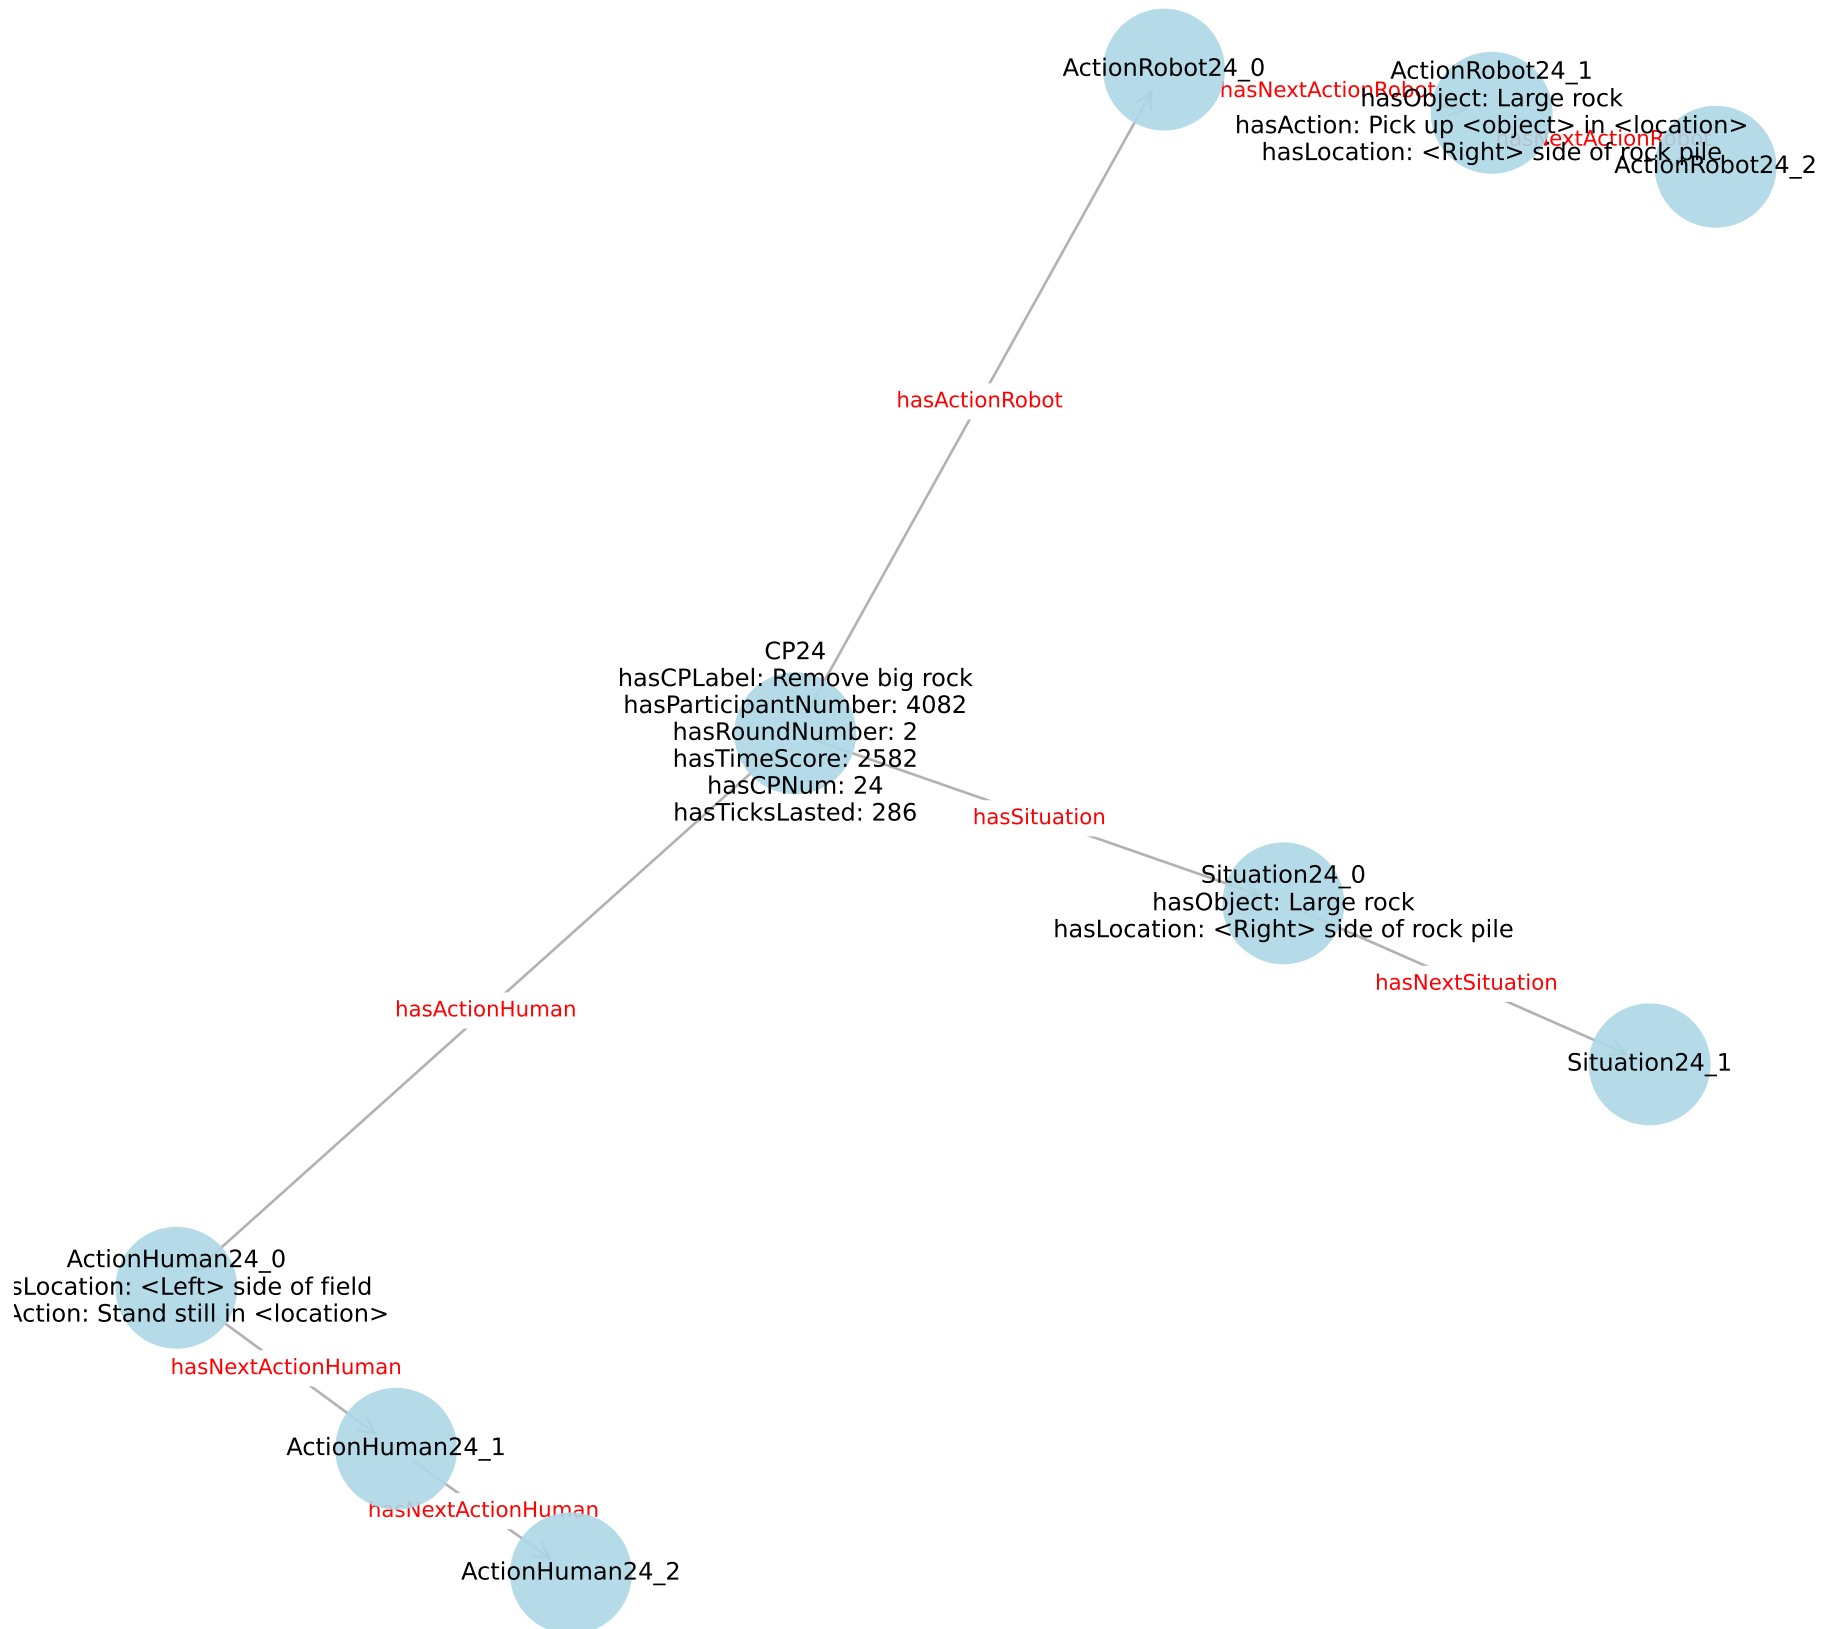 ActionRobot24_0
hasNextActionRobot
ActionRobot24_1
hasObject: Large rock
hasAction: Pick up <object> in <location>
hasLocation: <Right> side of rock pile
hasNextActionRobot
ActionRobot24_2
hasActionRobot
CP24
hasCPLabel: Remove big rock
hasParticipantNumber: 4082
hasRoundNumber: 2
hasTimeScore: 2582
hasCPNum: 24
hasTicksLasted: 286
hasSituation
Situation24_0
hasObject: Large rock
hasLocation: <Right> side of rock pile
hasNextSituation
Situation24_1
hasActionHuman
ActionHuman24_0
sLocation: <Left> side of field
Action: Stand still in <location>
hasNextActionHuman
ActionHuman24_1
hasNextActionHuman
ActionHuman24_2